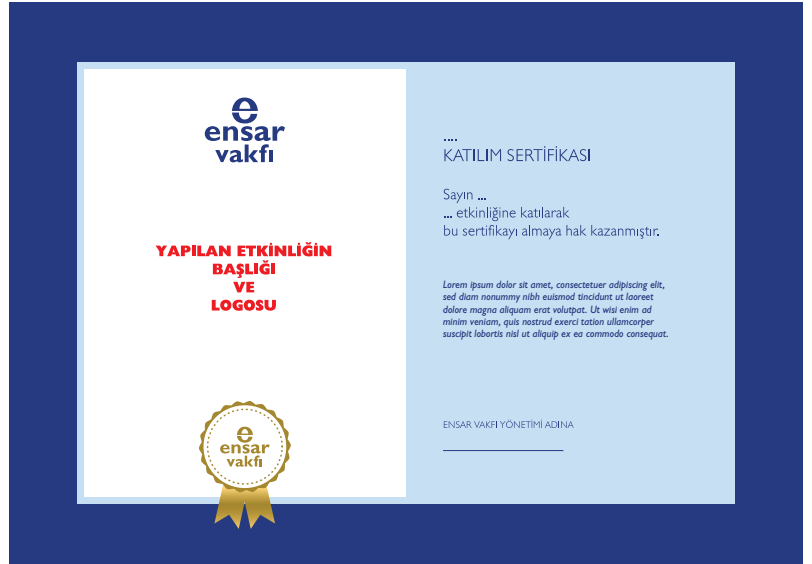 ensar
vakfı
YAPILAN ETKİNLİĞİN
BAŞLIĞI
VE
LOGOSU
ensar
vakfı
....
KATILIM SERTİFİKASI
Sayın ...
... etkinliğine katılarak
bu sertifikayı almaya hak kazanmıştır.
Lorem ipsum dolor sit amet, consectetuer adipiscing elit,
sed diam nonummy nibh euismod tincidunt ut laoreet
dolore magna aliquam erat volutpat. Ut wisi enim ad
minim veniam, quis nostrud exerci tation ullamcorper
suscipit lobortis nisl ut aliquip ex ea commodo consequat.
ENSAR VAKFI YÖNETİMİ ADINA